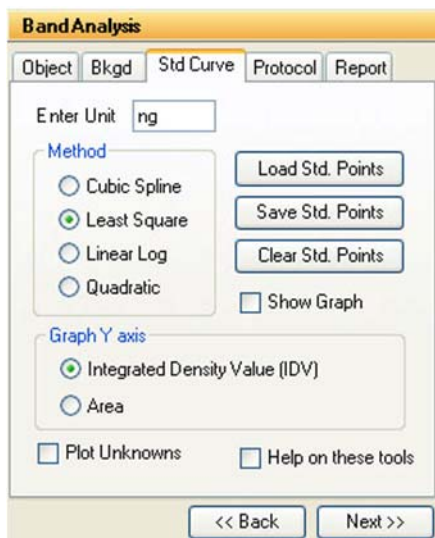 Band Analysis
Object Bkgd Std Curve Protocol Report
Enter Unit ng
Method
Cubic Spline
Least Square
Linear Log
Quadratic
Load Std. Points
Save Std. Points
Clear Std. Points
Show Graph
Graph Y axis
Integrated Density Value (IDV)
Area
Plot Unknowns
Help on these tools
<< Back Next >>